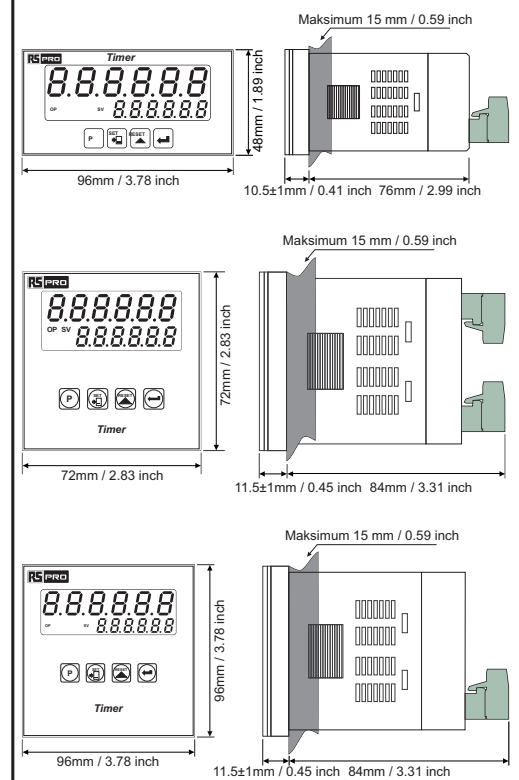 Maksimum 15 mm / 0.59 inch
RS PRO
Timer
8.8.8.8.8.8
OP SV 8.8.8.8.8.8
P SET RESET
48mm / 1.89 inch
96mm / 3.78 inch
10.5±1mm / 0.41 inch 76mm / 2.99 inch
Maksimum 15 mm / 0.59 inch
RS PRO
8.8.8.8.8.8
OP SV 8.8.8.8.8.8
P SET RESET
Timer
72mm / 2.83 inch
72mm / 2.83 inch
11.5±1mm / 0.45 inch 84mm / 3.31 inch
Maksimum 15 mm / 0.59 inch
RS PRO
8.8.8.8.8.8
OP SV 8.8.8.8.8.8
P SET RESET
Timer
96mm / 3.78 inch
96mm / 3.78 inch
11.5±1mm / 0.45 inch 84mm / 3.31 inch